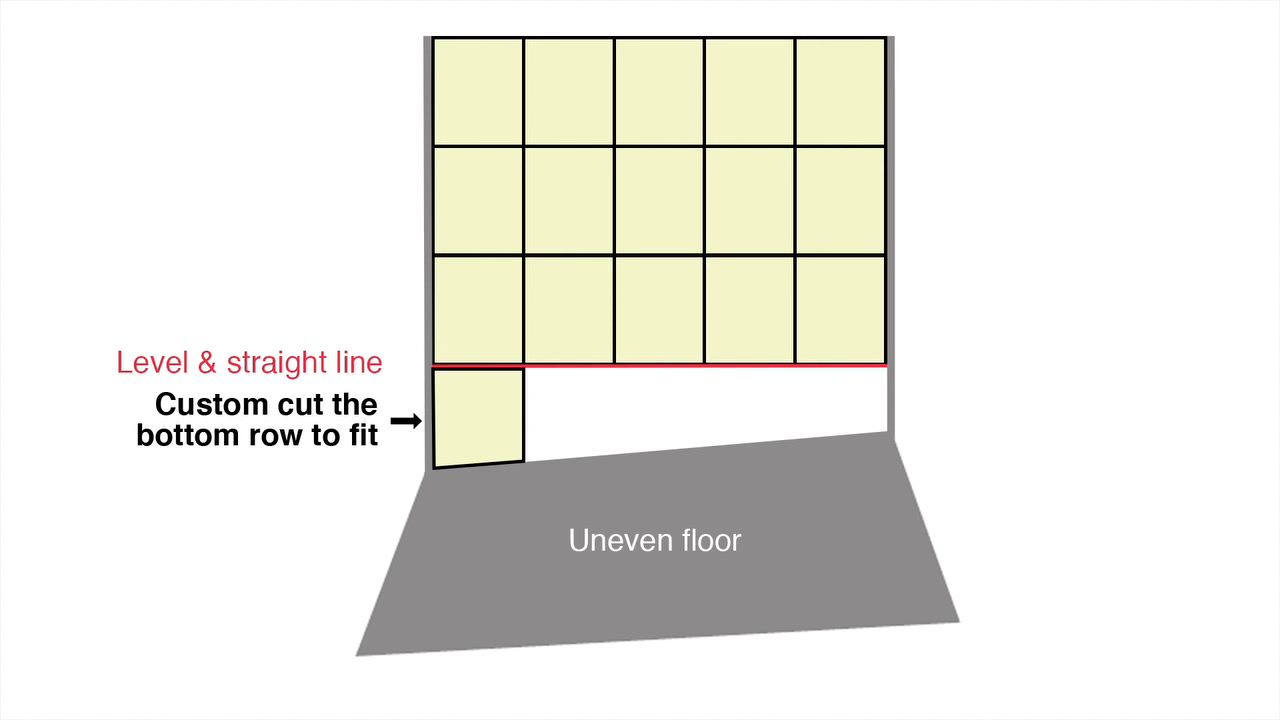 Level & straight line
Custom cut the
bottom row to fit
Uneven floor